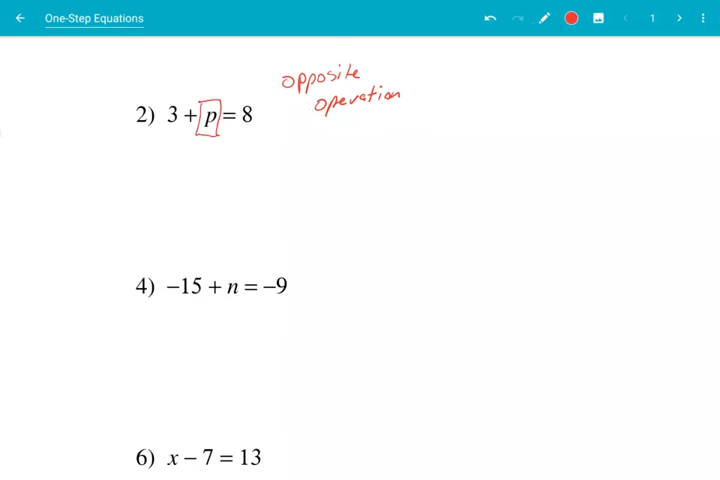 One-Step Equations
1
opposite
operation
2) 3 + p = 8
4) −15 + n = −9
6) x − 7 = 13